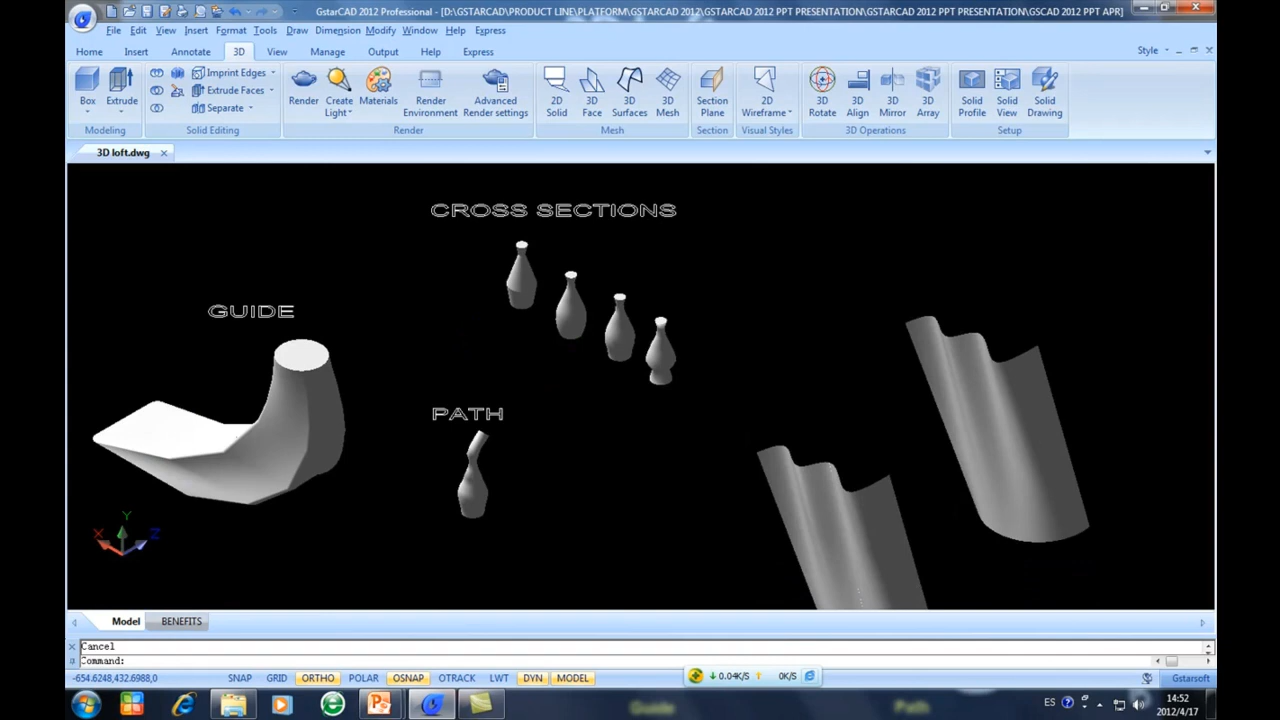 GstarCAD 2012 Professional - [D:\GSTARCAD\PRODUCT LINE\PLATFORM\GSTARCAD 2012\GSTARCAD 2012 PPT PRESENTATION\GSTARCAD 2012 PPT PRESENTATION\GSCAD 2012 PPT APR]
File Edit View Insert Format Tools Draw Dimension Modify Window Help Express
Home Insert Annotate 3D View Manage Output Help Express Style
Imprint Edges
Extrude Faces
Separate
Box Extrude Render Create Light Materials Render Environment Advanced Render settings 2D Solid 3D Face 3D Surfaces 3D Mesh Section Plane 2D Wireframe 3D Rotate 3D Align 3D Mirror 3D Array Solid Profile Solid View Solid Drawing
Modeling Solid Editing Render Mesh Section Visual Styles 3D Operations Setup
3D loft.dwg
CROSS SECTIONS
GUIDE
PATH
Y
X Z
Model BENEFITS
Cancel
Command:
-654.6248,432.6988,0 SNAP GRID ORTHO POLAR OSNAP OTRACK LWT DYN MODEL 0.04K/S 0K/S Gstarsoft
Guide Path
ES 14:52
2012/4/17